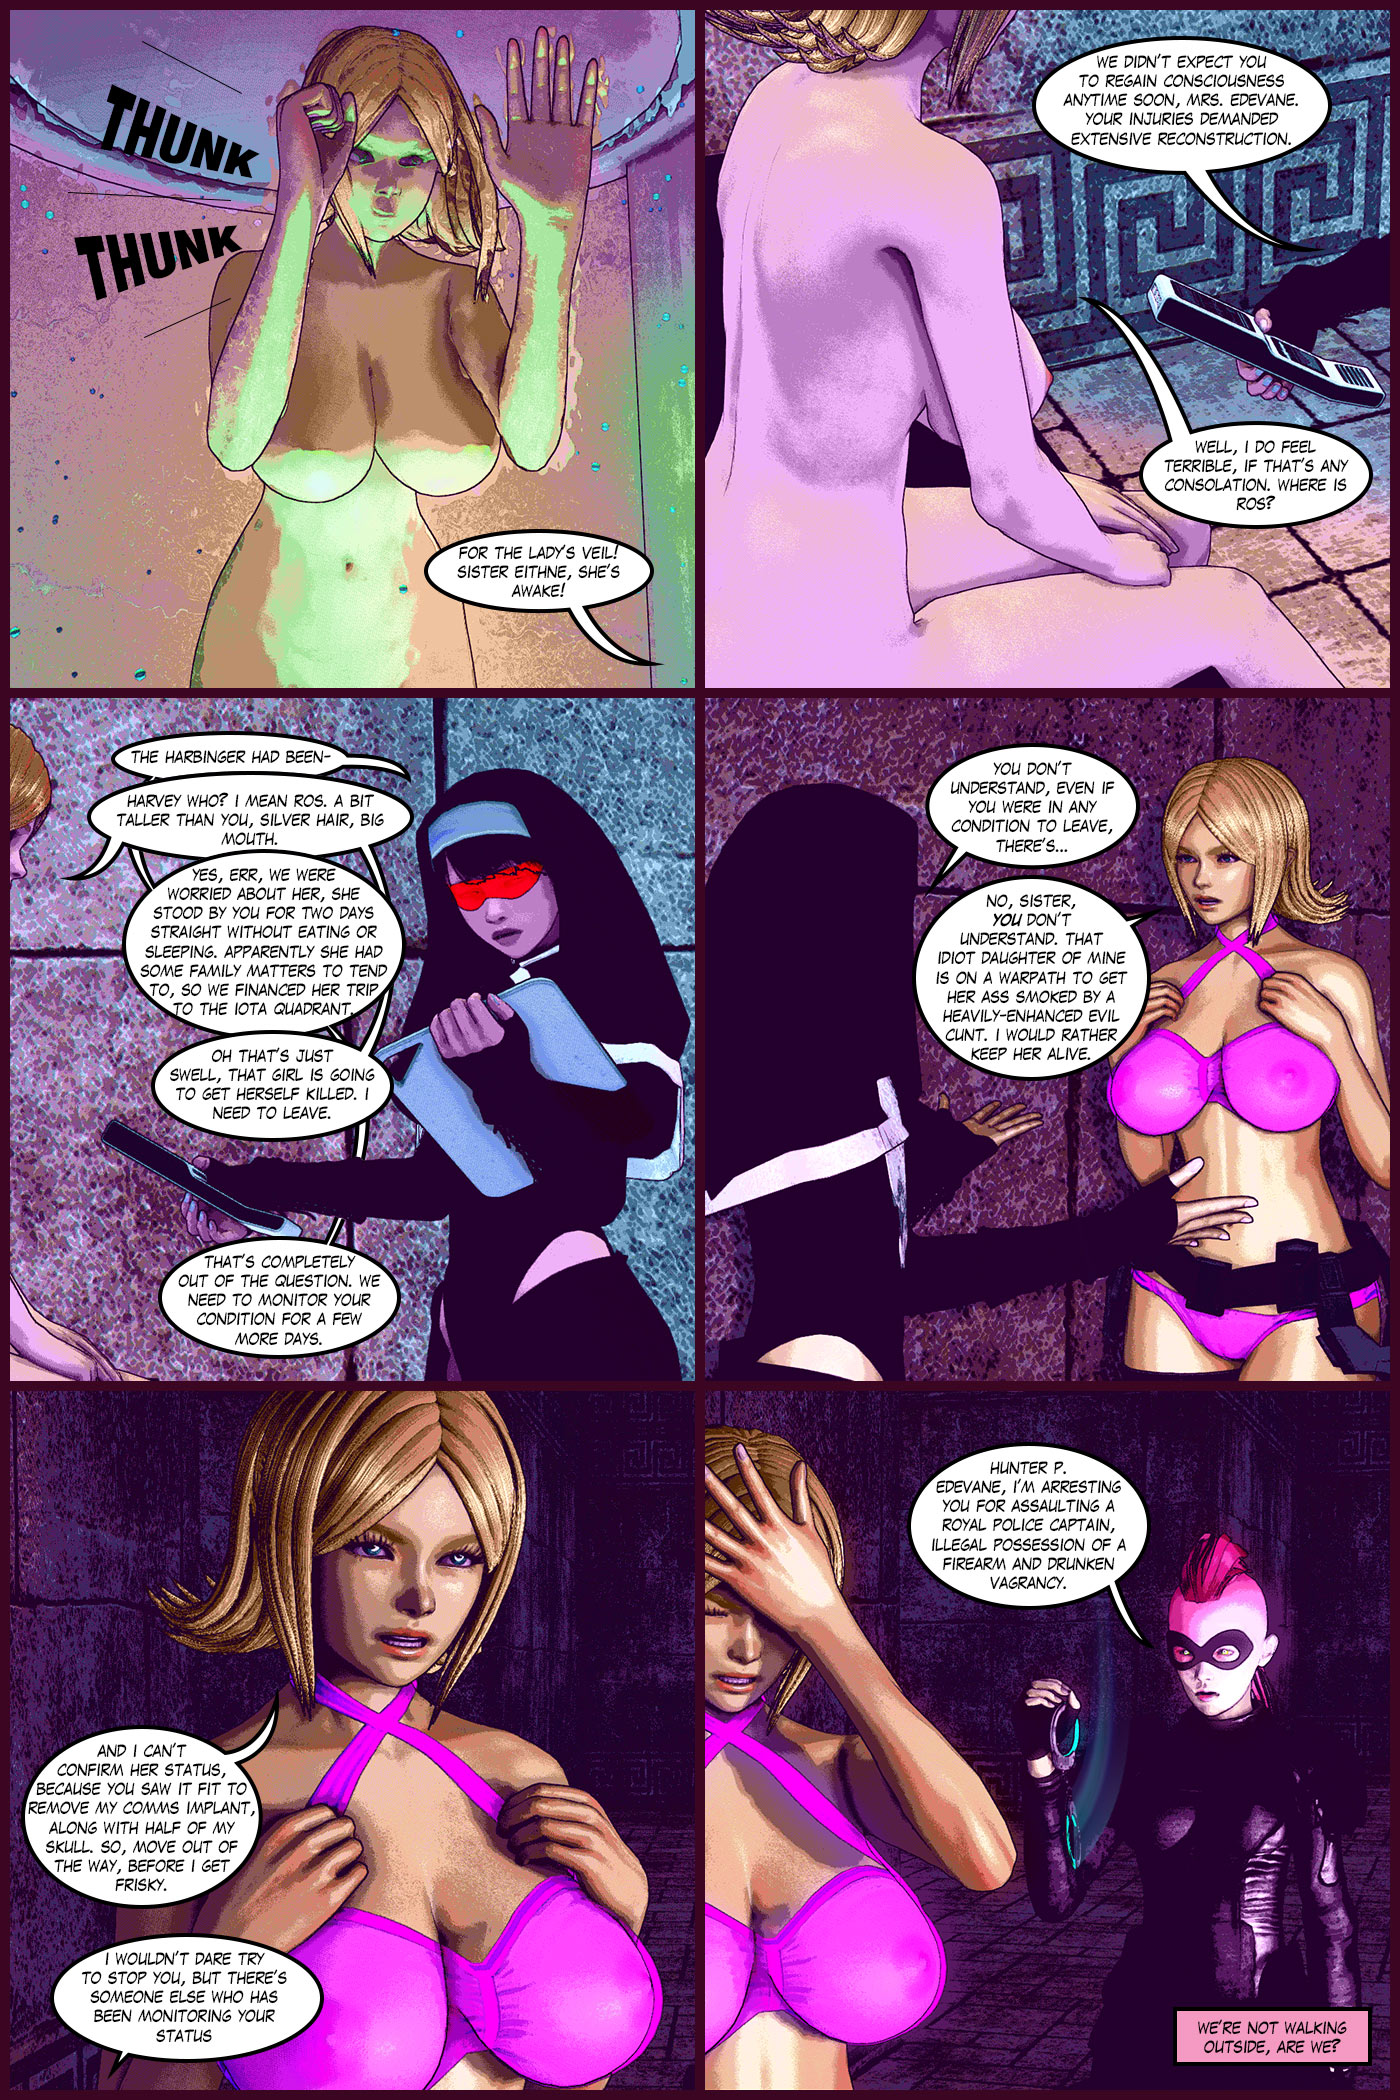 THUNK
THUNK
FOR THE LADY'S VEIL!
SISTER EITHNE, SHE'S
AWAKE!
WE DIDN'T EXPECT YOU
TO REGAIN CONSCIOUSNESS
ANYTIME SOON, MRS. EDEVANE.
YOUR INJURIES DEMANDED
EXTENSIVE RECONSTRUCTION.
WELL, I DO FEEL
TERRIBLE, IF THAT'S ANY
CONSOLATION. WHERE IS
ROS?
THE HARBINGER HAD BEEN-
HARVEY WHO? I MEAN ROS. A BIT
TALLER THAN YOU, SILVER HAIR, BIG
MOUTH.
YES, ERR, WE WERE
WORRIED ABOUT HER, SHE
STOOD BY YOU FOR TWO DAYS
STRAIGHT WITHOUT EATING OR
SLEEPING. APPARENTLY SHE HAD
SOME FAMILY MATTERS TO TEND
TO, SO WE FINANCED HER TRIP
TO THE IOTA QUADRANT.
OH THAT'S JUST
SWELL, THAT GIRL IS GOING
TO GET HERSELF KILLED. I
NEED TO LEAVE.
THAT'S COMPLETELY
OUT OF THE QUESTION. WE
NEED TO MONITOR YOUR
CONDITION FOR A FEW
MORE DAYS.
YOU DON'T
UNDERSTAND, EVEN IF
YOU WERE IN ANY
CONDITION TO LEAVE,
THERE'S...
NO, SISTER,
YOU DON'T
UNDERSTAND. THAT
IDIOT DAUGHTER OF MINE
IS ON A WARPATH TO GET
HER ASS SMOKED BY A
HEAVILY-ENHANCED EVIL
CUNT. I WOULD RATHER
KEEP HER ALIVE.
AND I CAN'T
CONFIRM HER STATUS,
BECAUSE YOU SAW IT FIT TO
REMOVE MY COMMS IMPLANT,
ALONG WITH HALF OF MY
SKULL. SO, MOVE OUT OF
THE WAY, BEFORE I GET
FRISKY.
I WOULDN'T DARE TRY
TO STOP YOU, BUT THERE'S
SOMEONE ELSE WHO HAS
BEEN MONITORING YOUR
STATUS
HUNTER P.
EDEVANE, I'M ARRESTING
YOU FOR ASSAULTING A
ROYAL POLICE CAPTAIN,
ILLEGAL POSSESSION OF A
FIREARM AND DRUNKEN
VAGRANCY.
WE'RE NOT WALKING
OUTSIDE, ARE WE?